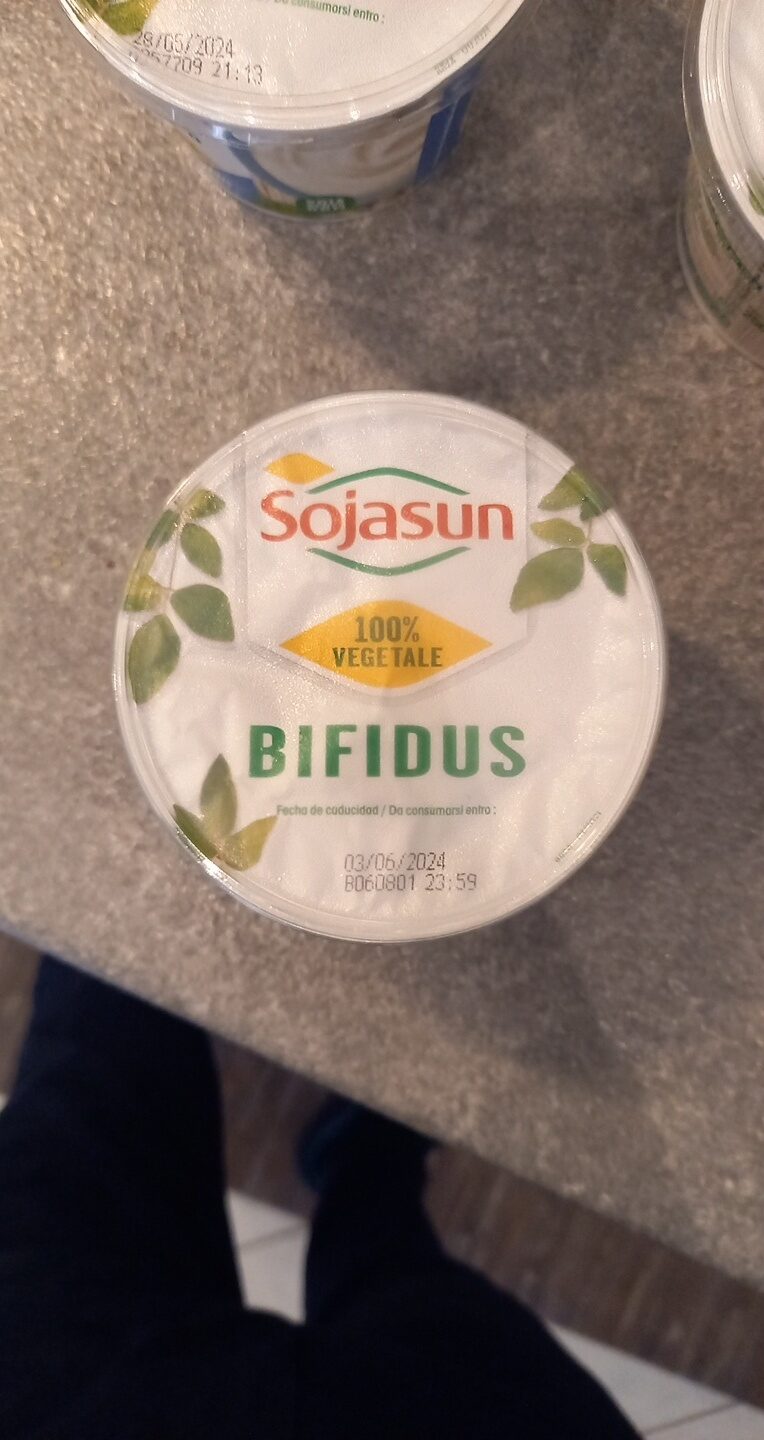 Da consumarsi entro :
28/05/2024
21:13
Sojasun
100%
VEGETALE
BIFIDUS
Fecha de caducidad / Da consumarsi entro :
03/06/2024
B060801 23:59